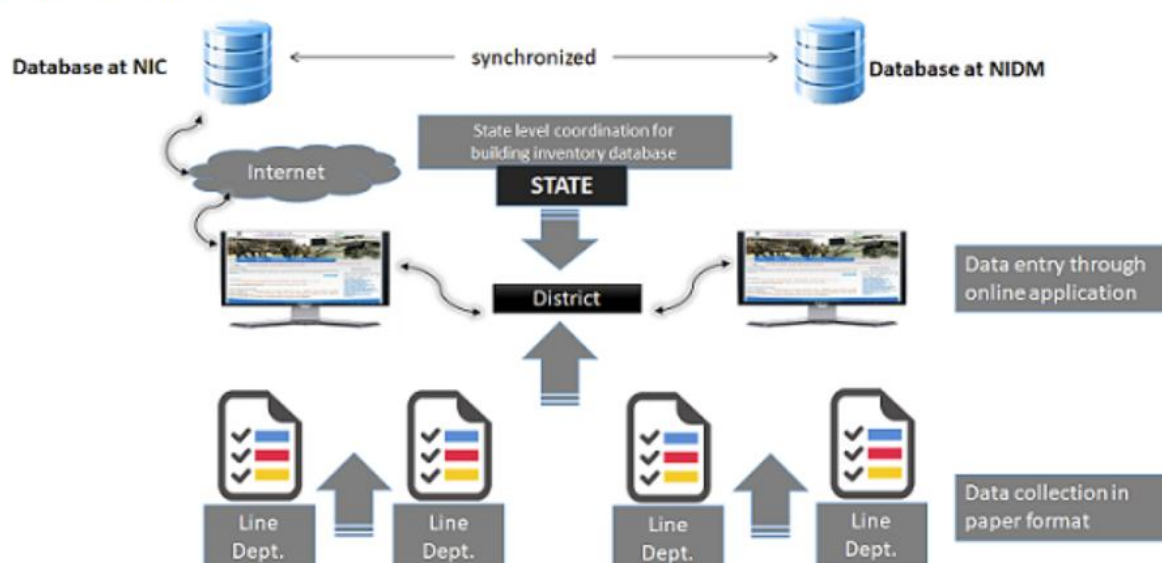 Database at NIC
synchronized
Database at NIDM
State level coordination for
building inventory database
Internet
STATE
Data entry through
online application
District
Line
Dept.
Line
Dept.
Line
Dept.
Line
Dept.
Data collection in
paper format